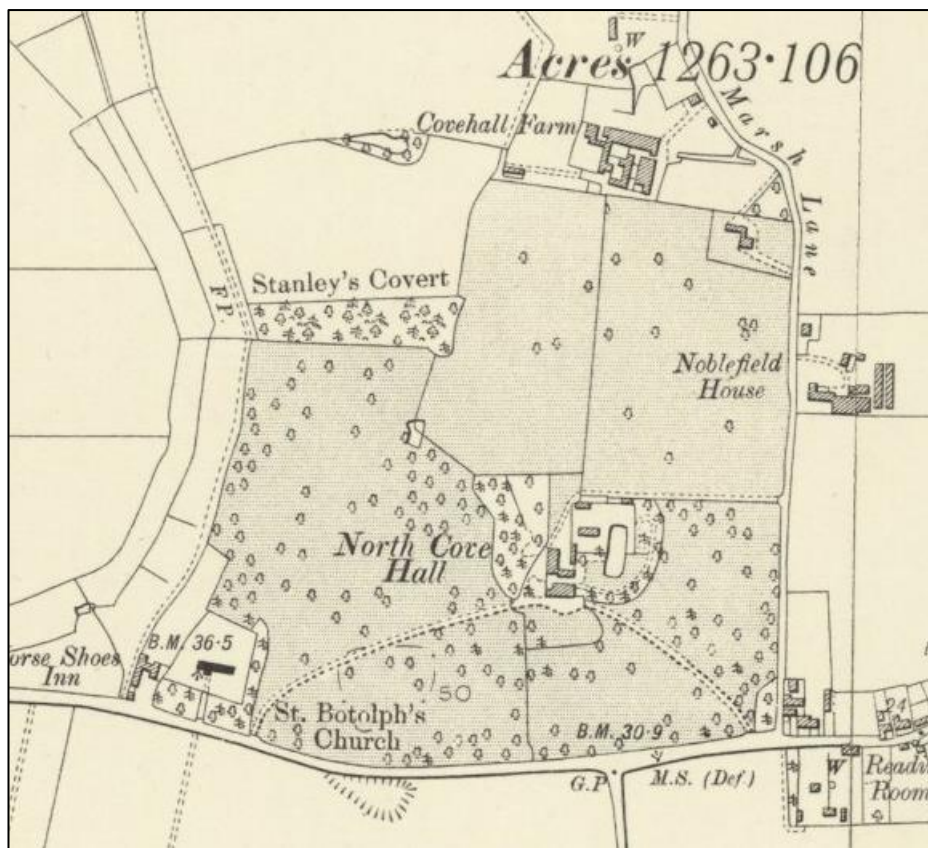 W
Acres 1263·106
Covehall Farm
Marsh Lane
Stanley's Covert
F.P.
Noblefield
House
North Cove
Hall
B.M. 36·5
orse Shoes
Inn
50
St. Botolph's
Church
B.M. 30·9
24
G.P.
M.S. (Def.)
W
Readi
Room